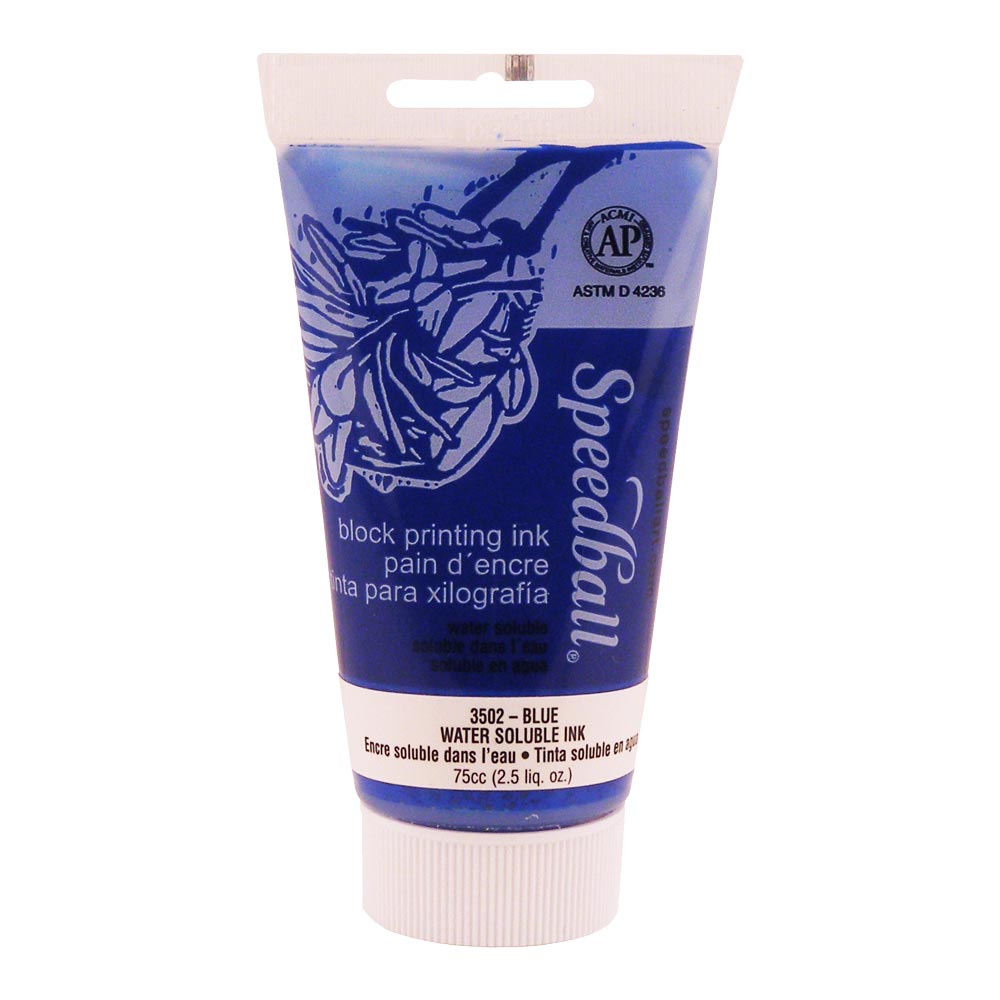 ACMI
AP
ASTM D 4236
Speedball
speedballart.com
block printing ink
pain d´encre
para xilografía
water soluble
soluble dans l´eau
soluble en agua
3502 – BLUE
WATER SOLUBLE INK
Encre soluble dans l'eau • Tinta soluble en agua
75cc (2.5 liq. oz.)